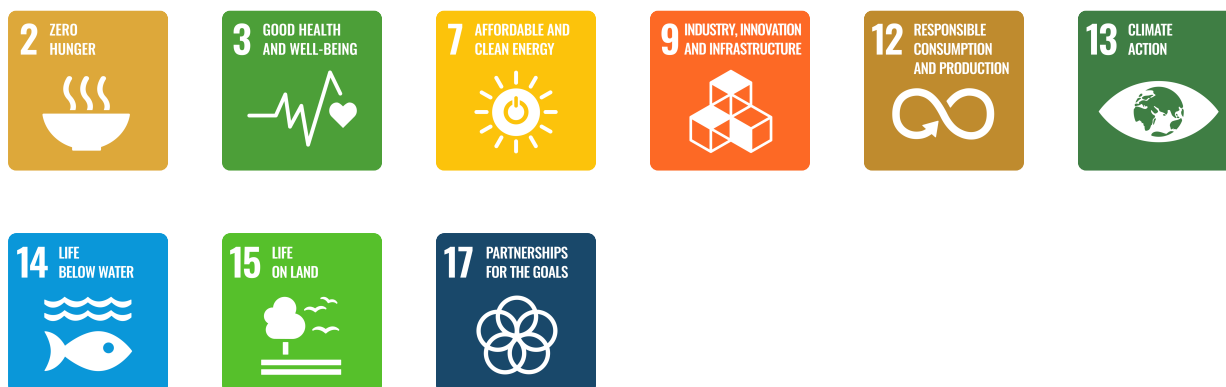 2 ZERO
HUNGER
3 GOOD HEALTH
AND WELL-BEING
7 AFFORDABLE AND
CLEAN ENERGY
9 INDUSTRY, INNOVATION
AND INFRASTRUCTURE
12 RESPONSIBLE
CONSUMPTION
AND PRODUCTION
13 CLIMATE
ACTION
14 LIFE
BELOW WATER
15 LIFE
ON LAND
17 PARTNERSHIPS
FOR THE GOALS